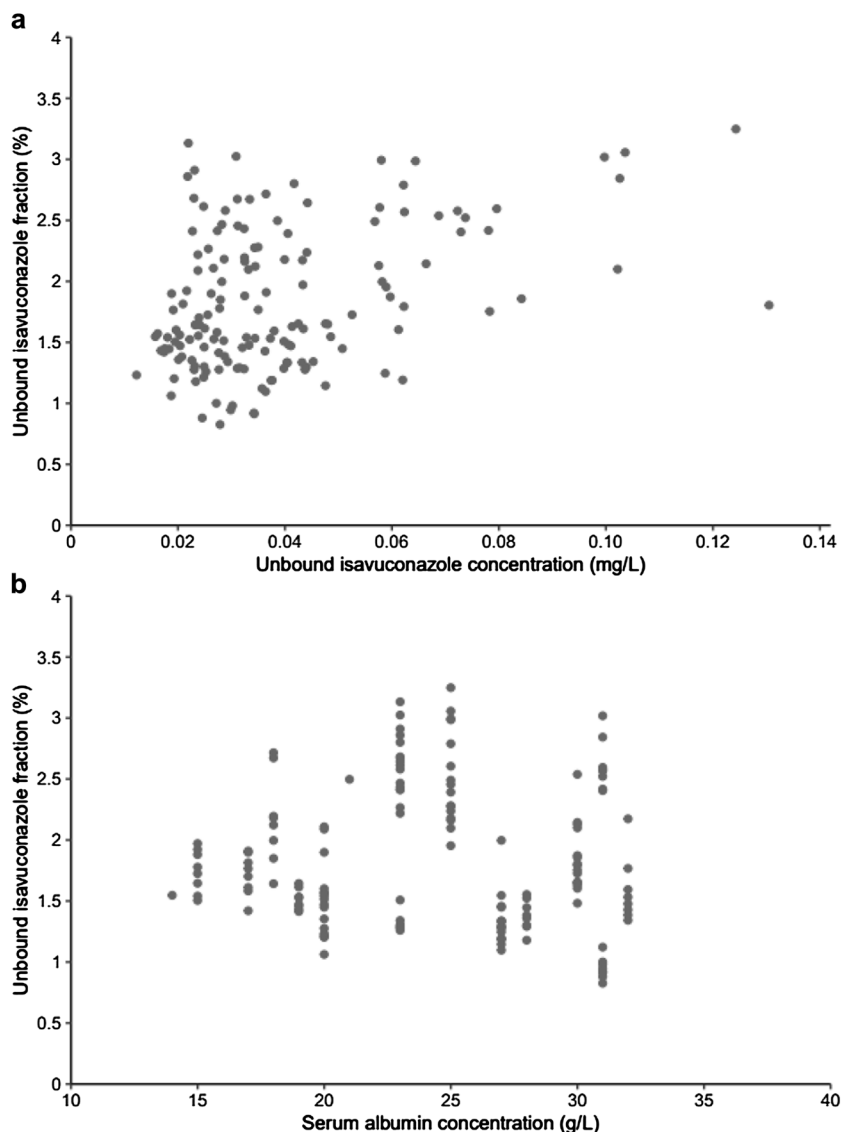 a
4
3.5
3
2.5
2
1.5
1
0.5
0
Unbound isavuconazole fraction (%)
0 0.02 0.04 0.06 0.08 0.10 0.12 0.14
Unbound isavuconazole concentration (mg/L)
b
4
3.5
3
2.5
2
1.5
1
0.5
0
Unbound isavuconazole fraction (%)
10 15 20 25 30 35 40
Serum albumin concentration (g/L)